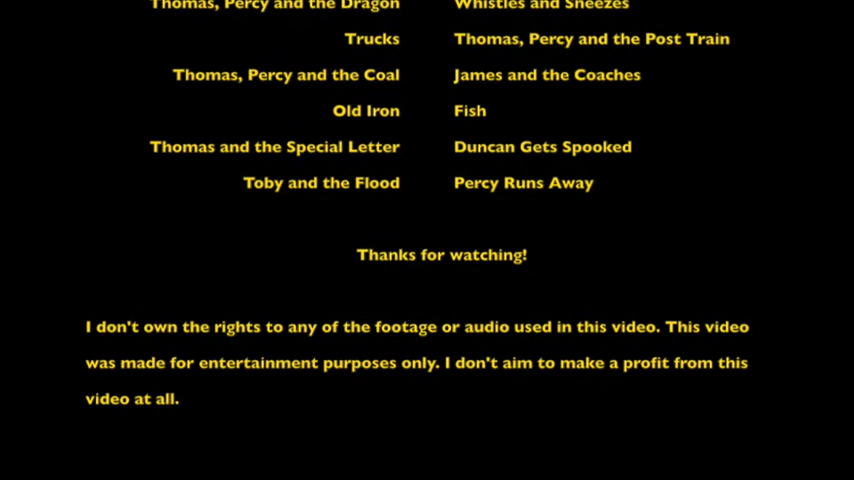 Thomas, Percy and the Dragon Whistles and Sneezes
Trucks Thomas, Percy and the Post Train
Thomas, Percy and the Coal James and the Coaches
Old Iron Fish
Thomas and the Special Letter Duncan Gets Spooked
Toby and the Flood Percy Runs Away
Thanks for watching!
I don't own the rights to any of the footage or audio used in this video. This video
was made for entertainment purposes only. I don't aim to make a profit from this
video at all.